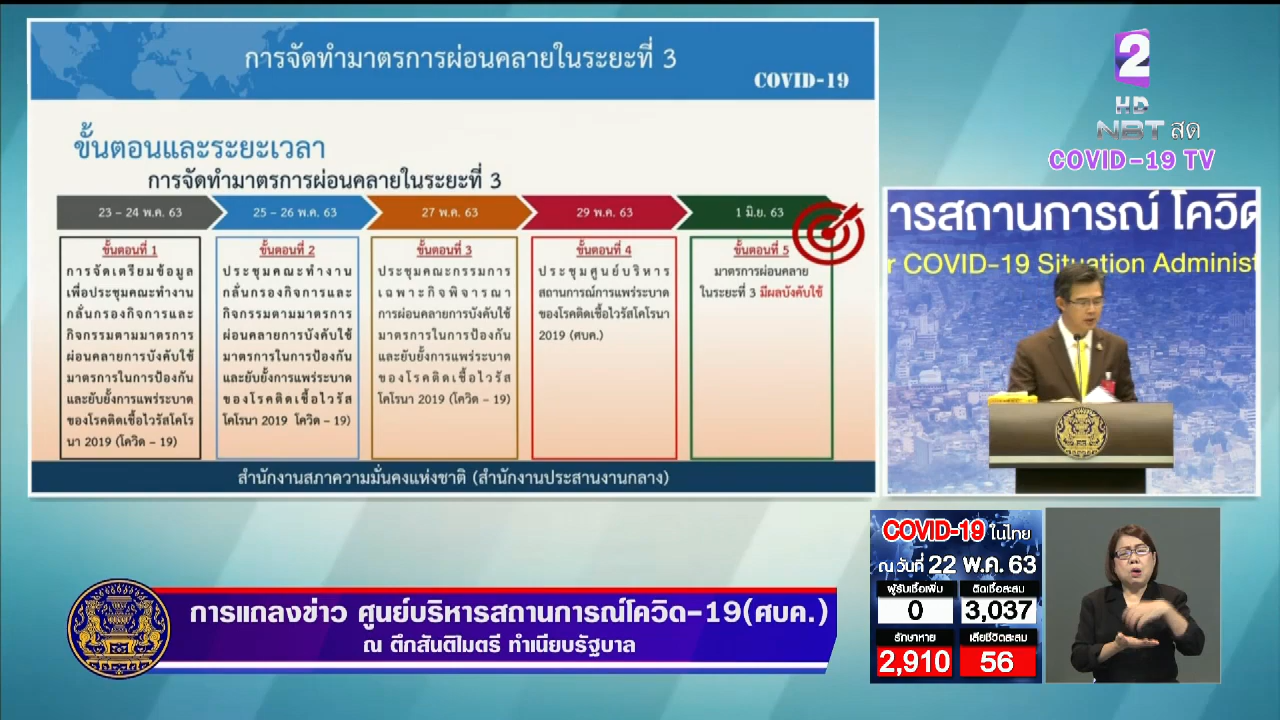 การจัดทำมาตรการผ่อนคลายในระยะที่ 3
COVID-19
ขั้นตอนและระยะเวลา
การจัดทำมาตรการผ่อนคลายในระยะที่ 3
23 – 24 พ.ค. 63
25 – 26 พ.ค. 63
27 พ.ค. 63
29 พ.ค. 63
1 มิ.ย. 63
ขั้นตอนที่ 1
การจัดเตรียมข้อมูล
เพื่อประชุมคณะทำงาน
กลั่นกรองกิจการและ
กิจกรรมตามมาตรการ
ผ่อนคลายการบังคับใช้
มาตรการในการป้องกัน
และยับยั้งการแพร่ระบาด
ของโรคติดเชื้อไวรัสโคโร
นา 2019 (โควิด – 19)
ขั้นตอนที่ 2
ประชุมคณะทำงาน
กลั่นกรองกิจการและ
กิจกรรมตามมาตรการ
ผ่อนคลายการบังคับใช้
มาตรการในการป้องกัน
และยับยั้งการแพร่ระบาด
ของโรคติดเชื้อไวรัส
โคโรนา 2019 โควิด – 19)
ขั้นตอนที่ 3
ประชุมคณะกรรมการ
เฉพาะกิจพิจารณา
การผ่อนคลายการบังคับใช้
มาตรการในการป้องกัน
และยับยั้งการแพร่ระบาด
ของโรคติดเชื้อไวรัส
โคโรนา 2019 (โควิด – 19)
ขั้นตอนที่ 4
ประชุมศูนย์บริหาร
สถานการณ์การแพร่ระบาด
ของโรคติดเชื้อไวรัสโคโรนา
2019 (ศบค.)
ขั้นตอนที่ 5
มาตรการผ่อนคลาย
ในระยะที่ 3 มีผลบังคับใช้
สำนักงานสภาความมั่นคงแห่งชาติ (สำนักงานประสานงานกลาง)
2
HD
NBT สด
COVID-19 TV
ารสถานการณ์ โควิด
r COVID-19 Situation Administ
COVID-19 ในไทย
ณ วันที่ 22 พ.ค. 63
ผู้รับเชื้อเพิ่ม
ติดเชื้อสะสม
0
3,037
รักษาหาย
เสียชีวิตสะสม
2,910
56
การแถลงข่าว ศูนย์บริหารสถานการณ์โควิด-19(ศบค.)
ณ ตึกสันติไมตรี ทำเนียบรัฐบาล